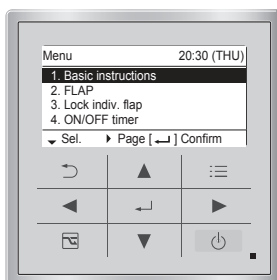 Menu 20:30 (THU)
1. Basic instructions
2. FLAP
3. Lock indiv. flap
4. ON/OFF timer
Sel. Page [ ] Confirm